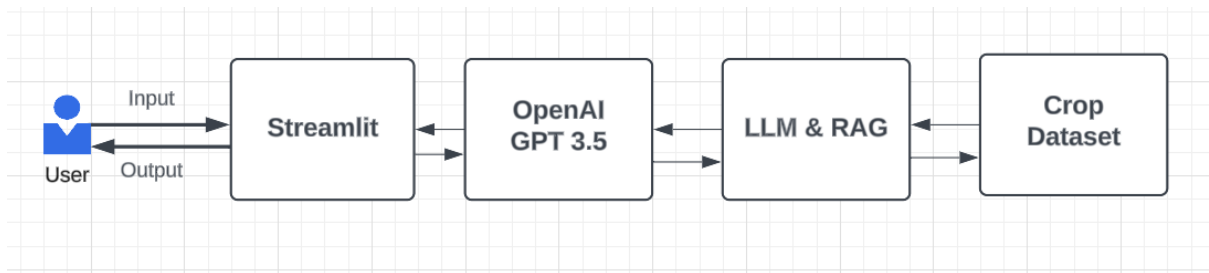 Input
Output
User
Streamlit
OpenAI
GPT 3.5
LLM & RAG
Crop
Dataset